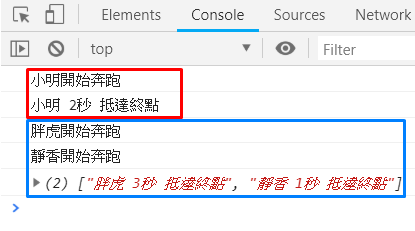 Elements Console Sources Network
top Filter
小明開始奔跑
小明 2秒 抵達終點
胖虎開始奔跑
靜香開始奔跑
(2) ["胖虎 3秒 抵達終點", "靜香 1秒 抵達終點"]